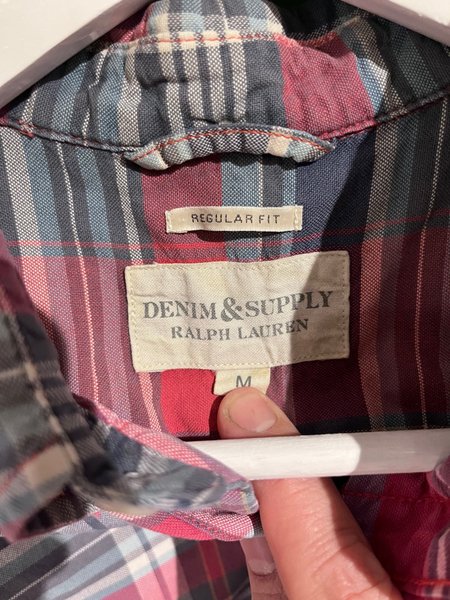 REGULAR FIT
DENIM&SUPPLY
RALPH LAUREN
M